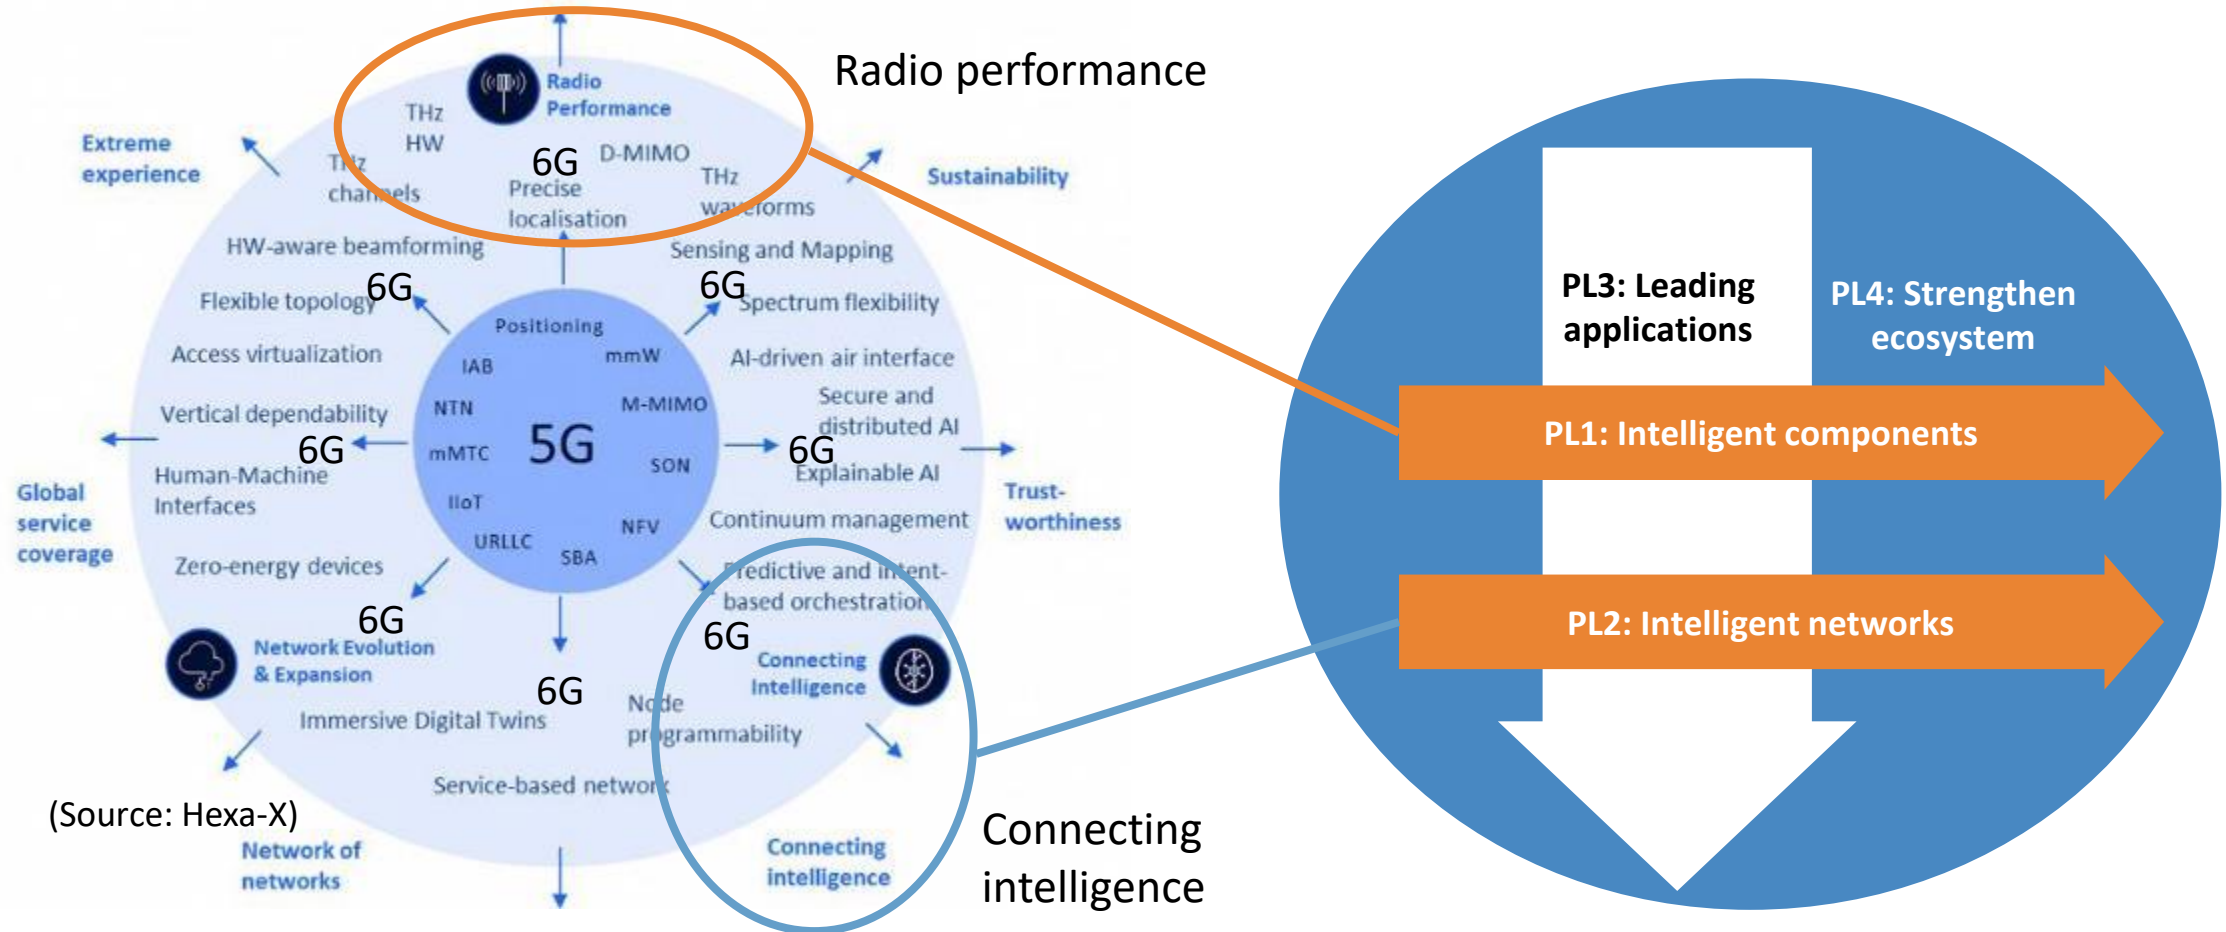 Radio performance
Radio
Performance
THz
HW
Extreme
experience
THz
channels
6G
D-MIMO
THz
waveforms
Precise
localisation
Sustainability
HW-aware beamforming
Sensing and Mapping
6G
6G
Flexible topology
Spectrum flexibility
Positioning
Access virtualization
IAB
mmW
AI-driven air interface
Vertical dependability
NTN
M-MIMO
Secure and
distributed AI
6G
mMTC
5G
SON
6G
Explainable AI
Human-Machine
Interfaces
Global
service
coverage
IIoT
NFV
Continuum management
Trust-
worthiness
URLLC
SBA
Zero-energy devices
Predictive and intent-
based orchestration
6G
6G
Network Evolution
& Expansion
Connecting
Intelligence
6G
Immersive Digital Twins
Node
programmability
Service-based network
(Source: Hexa-X)
Network of
networks
Connecting
intelligence
Connecting
intelligence
PL3: Leading
applications
PL4: Strengthen
ecosystem
PL1: Intelligent components
PL2: Intelligent networks